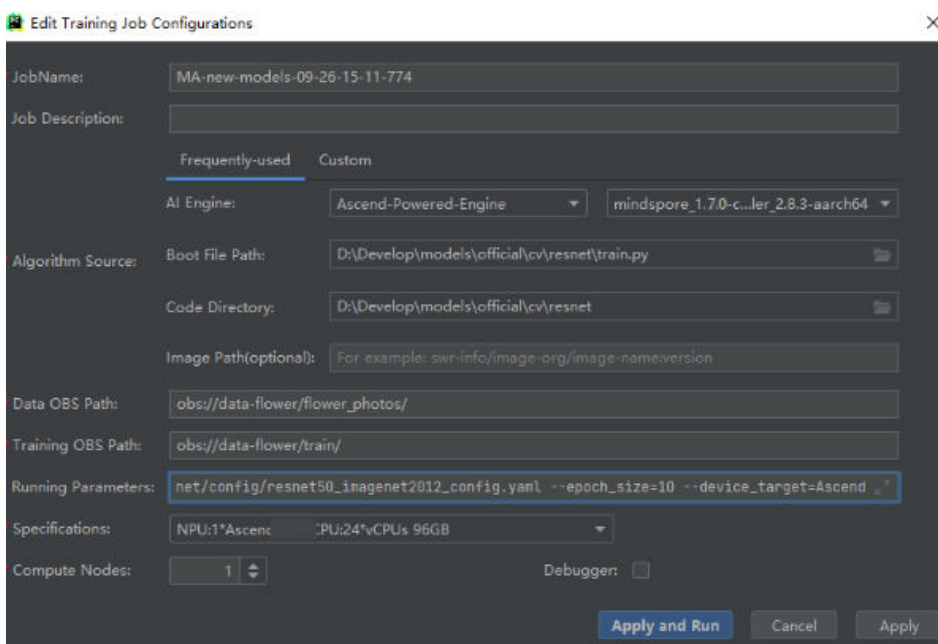 Edit Training Job Configurations
JobName: MA-new-models-09-26-15-11-774
Job Description:
Frequently-used Custom
AI Engine: Ascend-Powered-Engine mindspore_1.7.0-c...ler_2.8.3-aarch64
Algorithm Source:
Boot File Path: D:\Develop\models\official\cv\resnet\train.py
Code Directory: D:\Develop\models\official\cv\resnet
Image Path(optional): For example: swr-info/image-org/image-name:version
Data OBS Path: obs://data-flower/flower_photos/
Training OBS Path: obs://data-flower/train/
Running Parameters: net/config/resnet50_imagenet2012_config.yaml --epoch_size=10 --device_target=Ascend
Specifications: NPU:1*Ascend CPU:24*vCPUs 96GB
Compute Nodes: 1 Debugger:
Apply and Run Cancel Apply